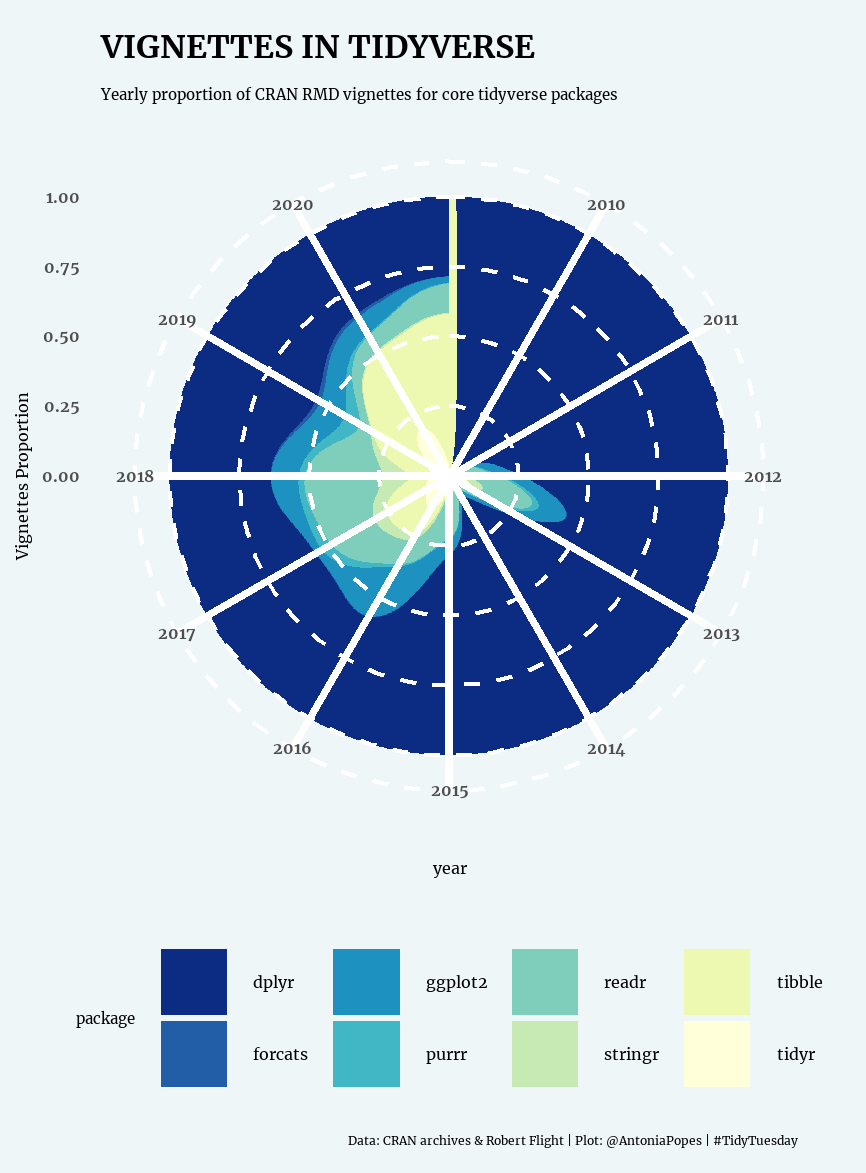 VIGNETTES IN TIDYVERSE
Yearly proportion of CRAN RMD vignettes for core tidyverse packages
1.00
0.75
0.50
0.25
0.00
Vignettes Proportion
2020
2010
2019
2011
2018
2012
2017
2013
2016
2014
2015
year
package
dplyr
ggplot2
readr
tibble
forcats
purrr
stringr
tidyr
Data: CRAN archives & Robert Flight | Plot: @AntoniaPopes | #TidyTuesday